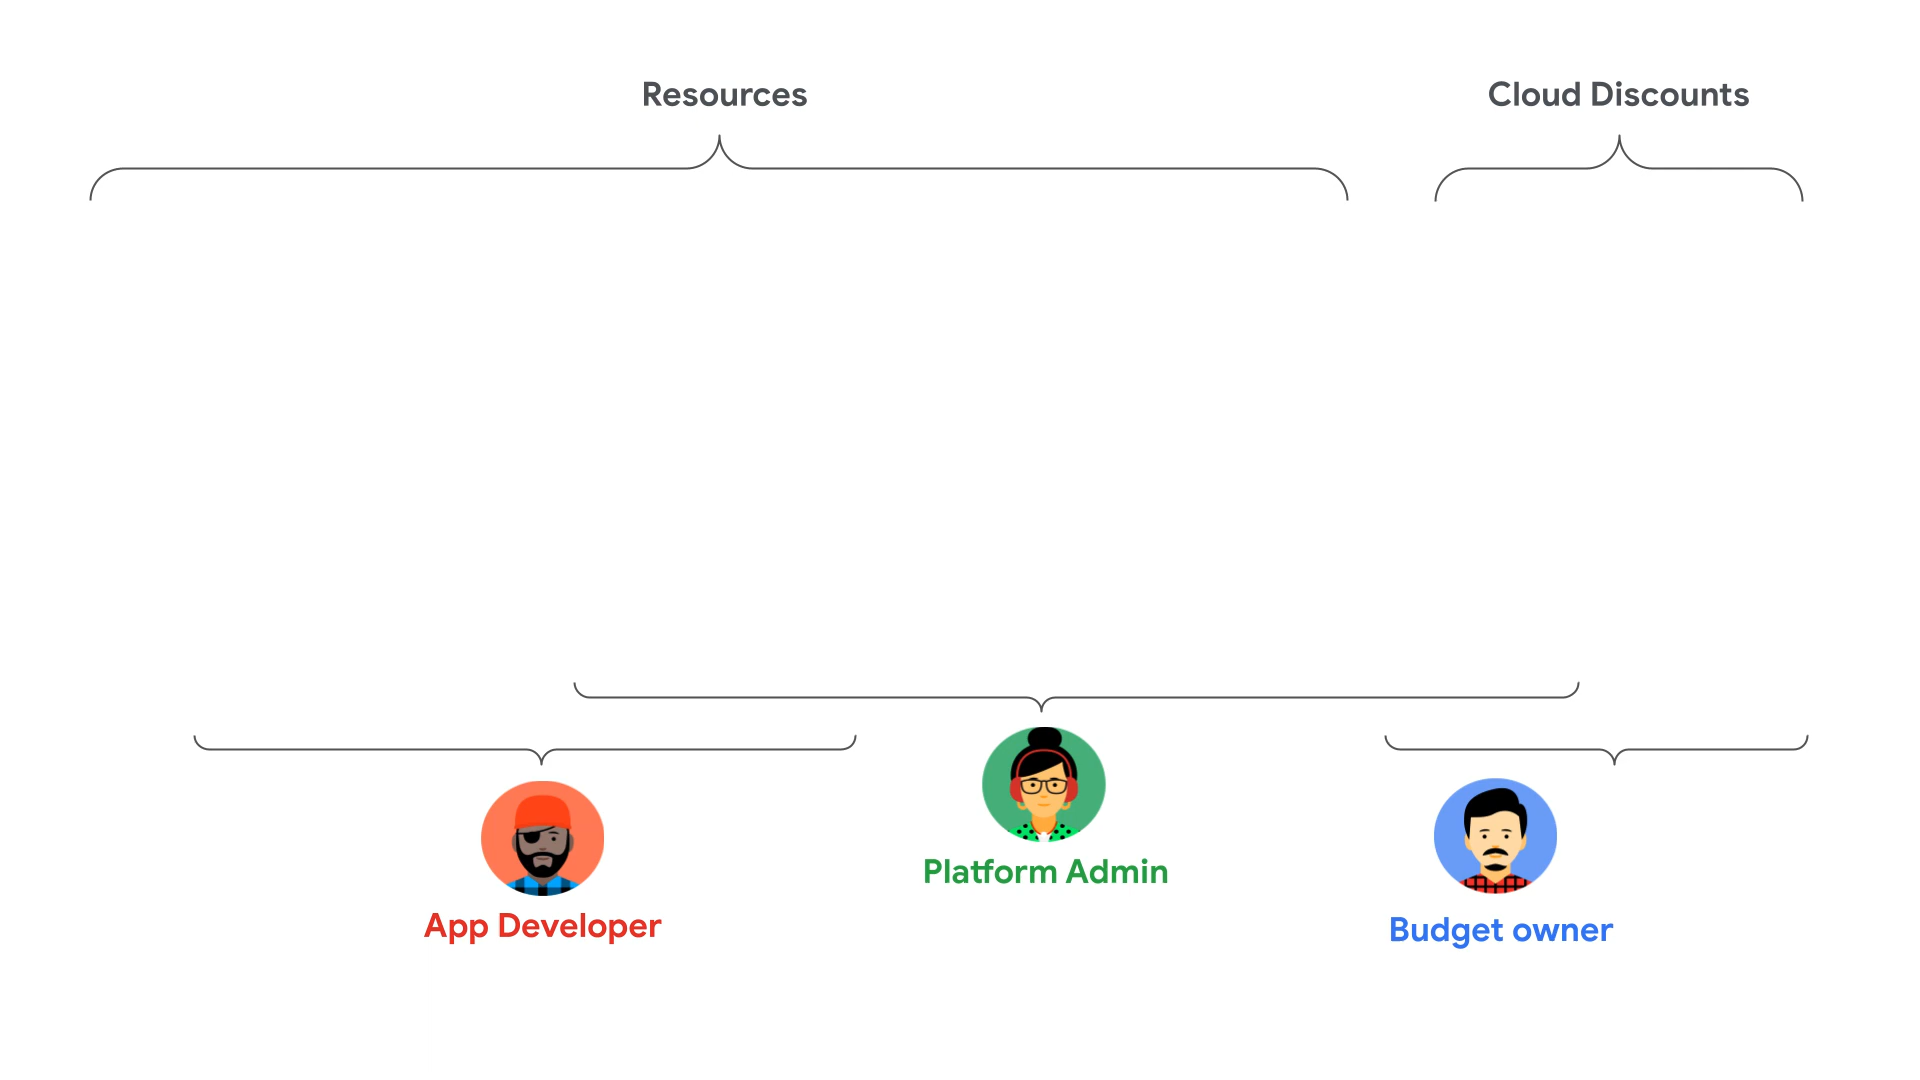 Resources
Cloud Discounts
Platform Admin
App Developer
Budget owner